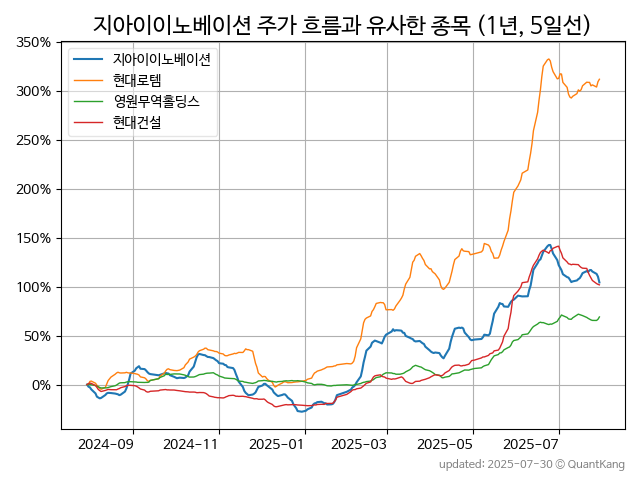 지아이이노베이션 주가 흐름과 유사한 종목 (1년, 5일선)
350%
300%
250%
200%
150%
100%
50%
0%
지아이이노베이션
현대로템
영원무역홀딩스
현대건설
2024-09
2024-11
2025-01
2025-03
2025-05
2025-07
updated: 2025-07-30 © QuantKang